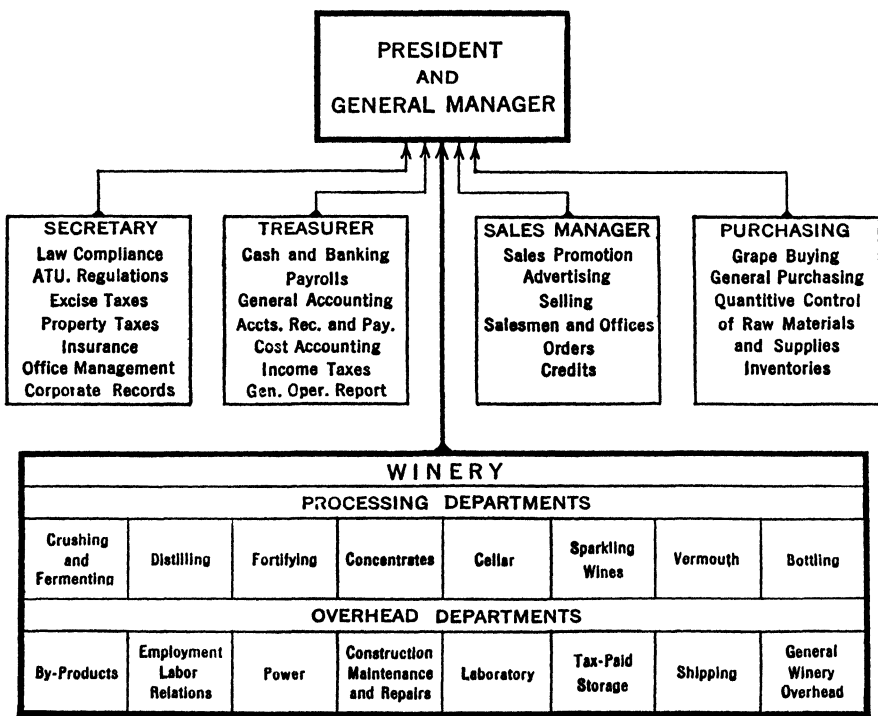 PRESIDENT
AND
GENERAL MANAGER
SECRETARY
Law Compliance
ATU. Regulations
Excise Taxes
Property Taxes
Insurance
Office Management
Corporate Records
TREASURER
Cash and Banking
Payrolls
General Accounting
Accts. Rec. and Pay.
Cost Accounting
Income Taxes
Gen. Oper. Report
SALES MANAGER
Sales Promotion
Advertising
Selling
Salesmen and Offices
Orders
Credits
PURCHASING
Grape Buying
General Purchasing
Quantitive Control
of Raw Materials
and Supplies
Inventories
WINERY
PROCESSING DEPARTMENTS
Crushing
and
Fermenting
Distilling
Fortifying
Concentrates
Cellar
Sparkling
Wines
Vermouth
Bottling
OVERHEAD DEPARTMENTS
By-Products
Employment
Labor
Relations
Power
Construction
Maintenance
and Repairs
Laboratory
Tax-Paid
Storage
Shipping
General
Winery
Overhead